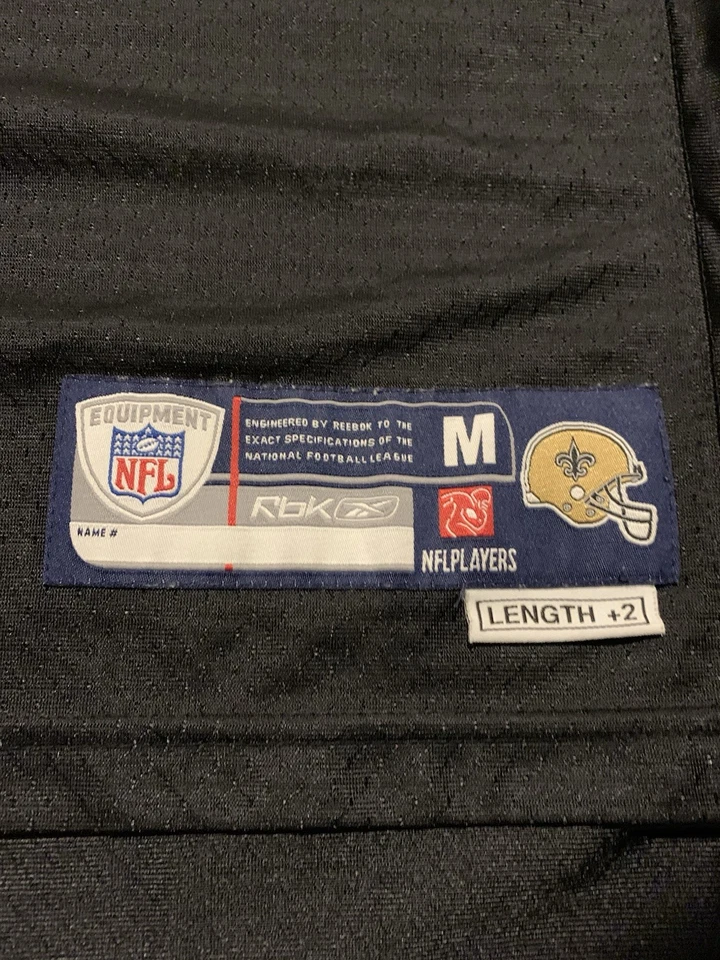 EQUIPMENT
NFL
ENGINEERED BY REEBOK TO THE
EXACT SPECIFICATIONS OF THE
NATIONAL FOOTBALL LEAGUE
M
RbK
NAME #
NFLPLAYERS
LENGTH +2